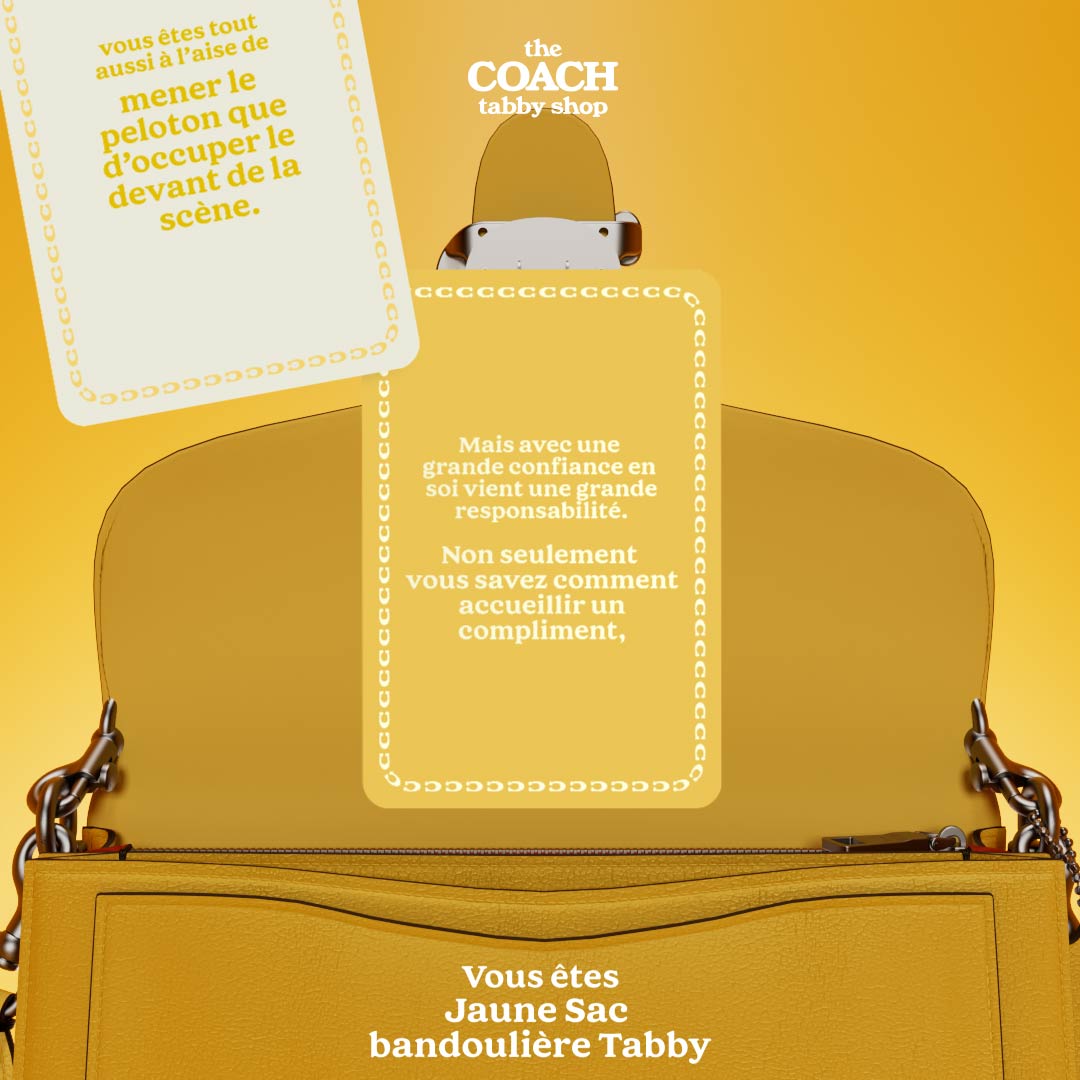 vous êtes tout
aussi à l’aise de
mener le
peloton que
d’occuper le
devant de la
scène.
the
COACH
tabby shop
Mais avec une
grande confiance en
soi vient une grande
responsabilité.
Non seulement
vous savez comment
accueillir un
compliment,
Vous êtes
Jaune Sac
bandoulière Tabby